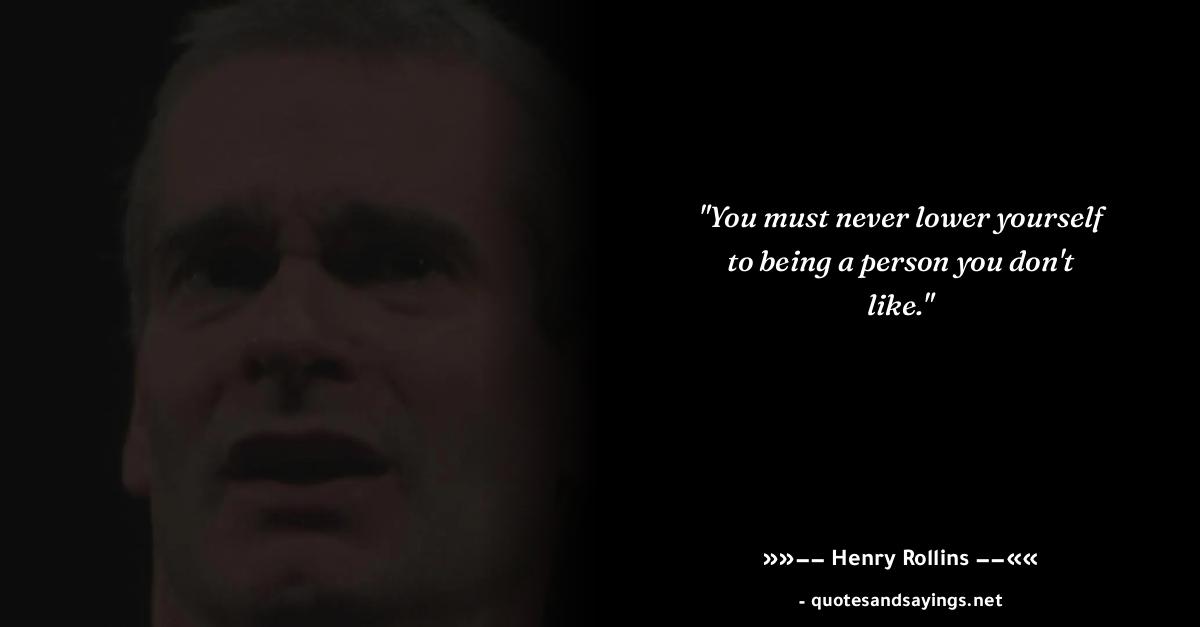 "You must never lower yourself
to being a person you don't
like."
»»−− Henry Rollins −−««
- quotesandsayings.net